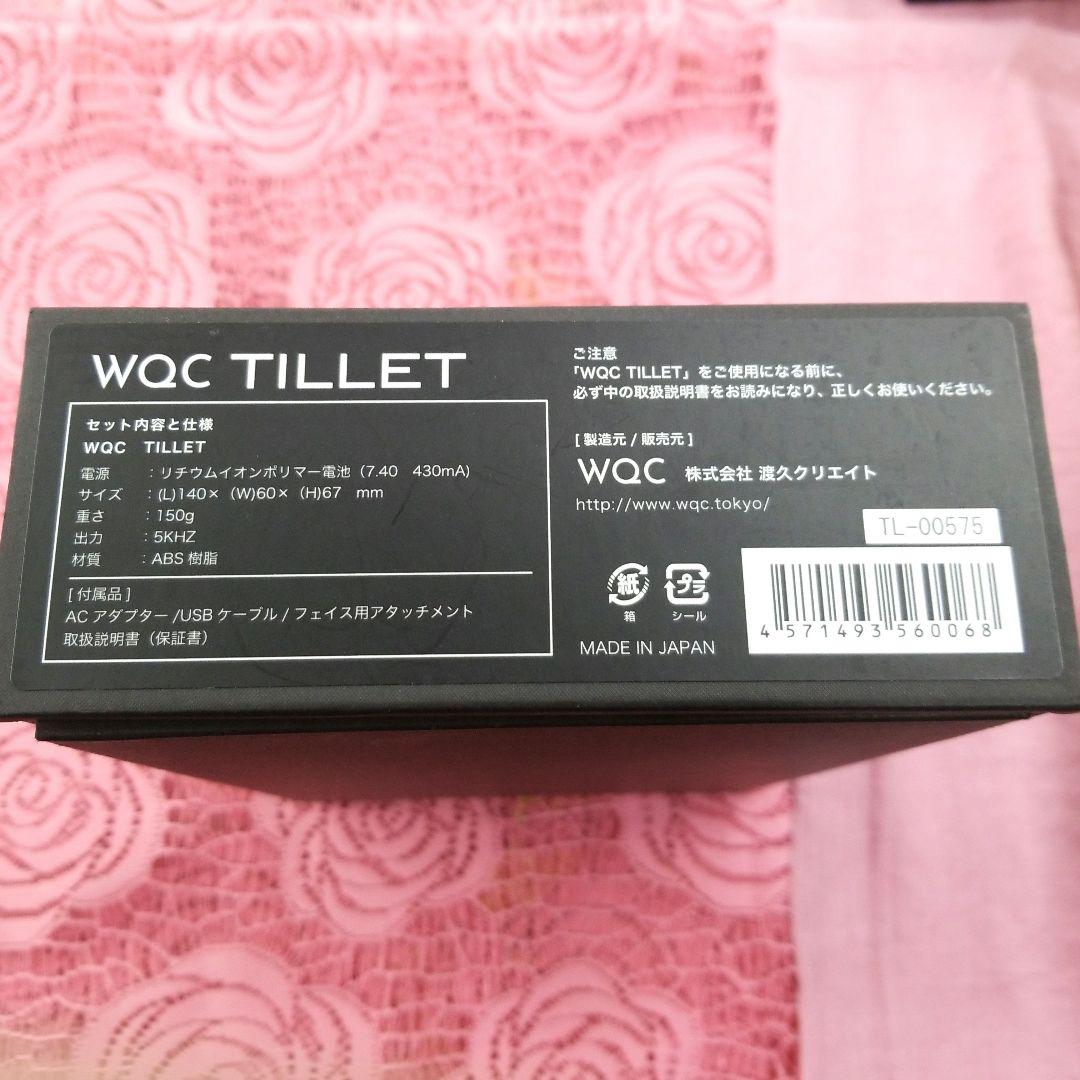 WQC TILLET
セット内容と仕様
WQC TILLET
電源 : リチウムイオンポリマー電池（7.40 430mA)
サイズ : (L)140× (W)60× (H)67 mm
重さ : 150g
出力 : 5KHZ
材質 : ABS 樹脂
[ 付属品 ]
AC アダプター /USB ケーブル / フェイス用アタッチメント
取扱説明書（保証書）
ご注意
「WQC TILLET」をご使用になる前に、
必ず中の取扱説明書をお読みになり、正しくお使いください。
[ 製造元 / 販売元 ]
WQC 株式会社 渡久クリエイト
http://www.wqc.tokyo/
TL-00575
紙
箱
プラ
シール
MADE IN JAPAN
4 571493 560068